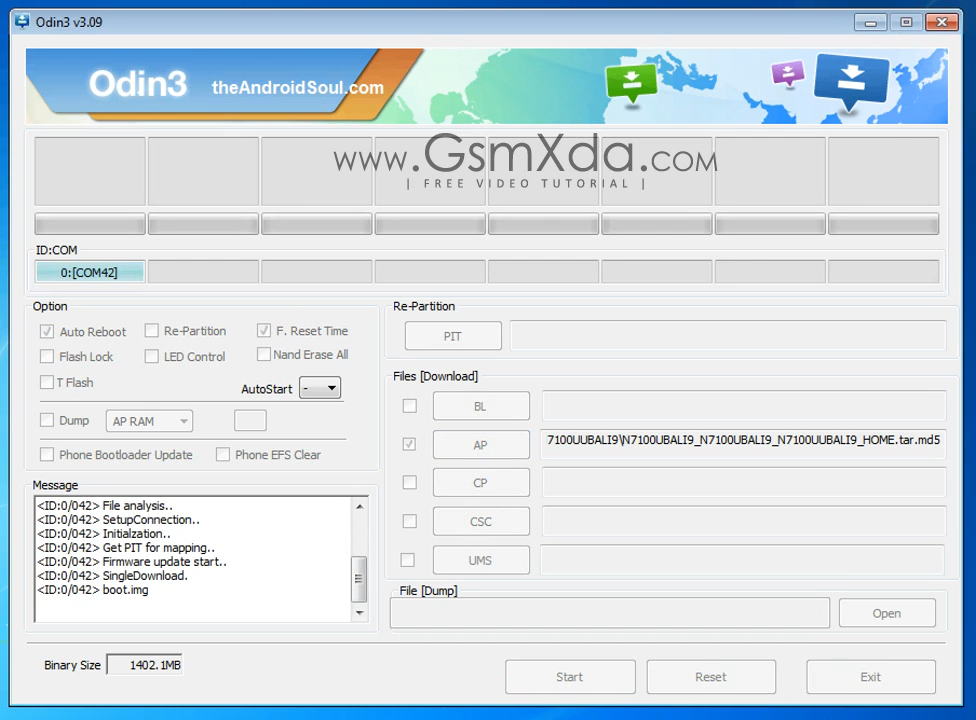 Odin3 v3.09
Odin3 theAndroidSoul.com
www.GsmXda.com
| FREE VIDEO TUTORIAL |
ID:COM
0:[COM42]
Option
Auto Reboot Re-Partition F. Reset Time
Flash Lock LED Control Nand Erase All
T Flash
AutoStart -
Dump AP RAM
Phone Bootloader Update Phone EFS Clear
Message
<ID:0/042> File analysis..
<ID:0/042> SetupConnection..
<ID:0/042> Initialzation..
<ID:0/042> Get PIT for mapping..
<ID:0/042> Firmware update start..
<ID:0/042> SingleDownload.
<ID:0/042> boot.img
Re-Partition
PIT
Files [Download]
BL
AP 7100UUBALI9\N7100UBALI9_N7100UBALI9_N7100UUBALI9_HOME.tar.md5
CP
CSC
UMS
File [Dump]
Open
Binary Size 1402.1MB
Start Reset Exit